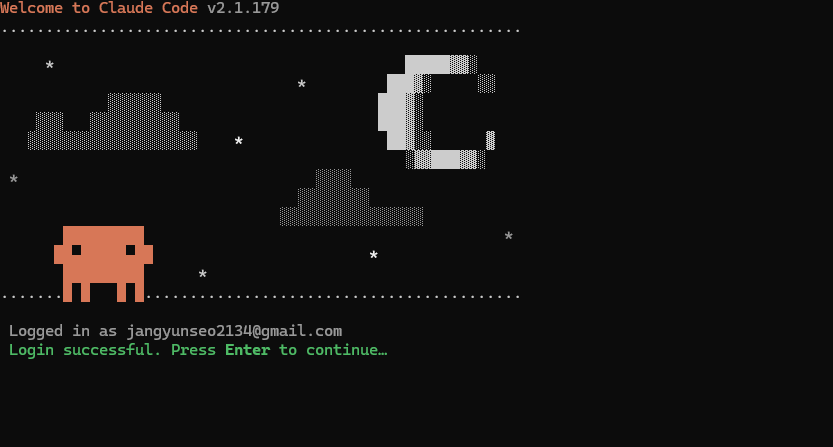 Welcome to Claude Code v2.1.179
Logged in as jangyunseo2134@gmail.com
Login successful. Press Enter to continue…